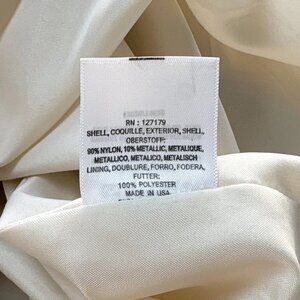 RN : 127179
SHELL, COQUILLE, EXTERIOR, SHELL,
OBERSTOFF:
90% NYLON, 10% METALLIC, METALIQUE,
METALLICO, METALICO, METALISCH
LINING, DOUBLURE, FORRO, FODERA,
FUTTER:
100% POLYESTER
MADE IN USA